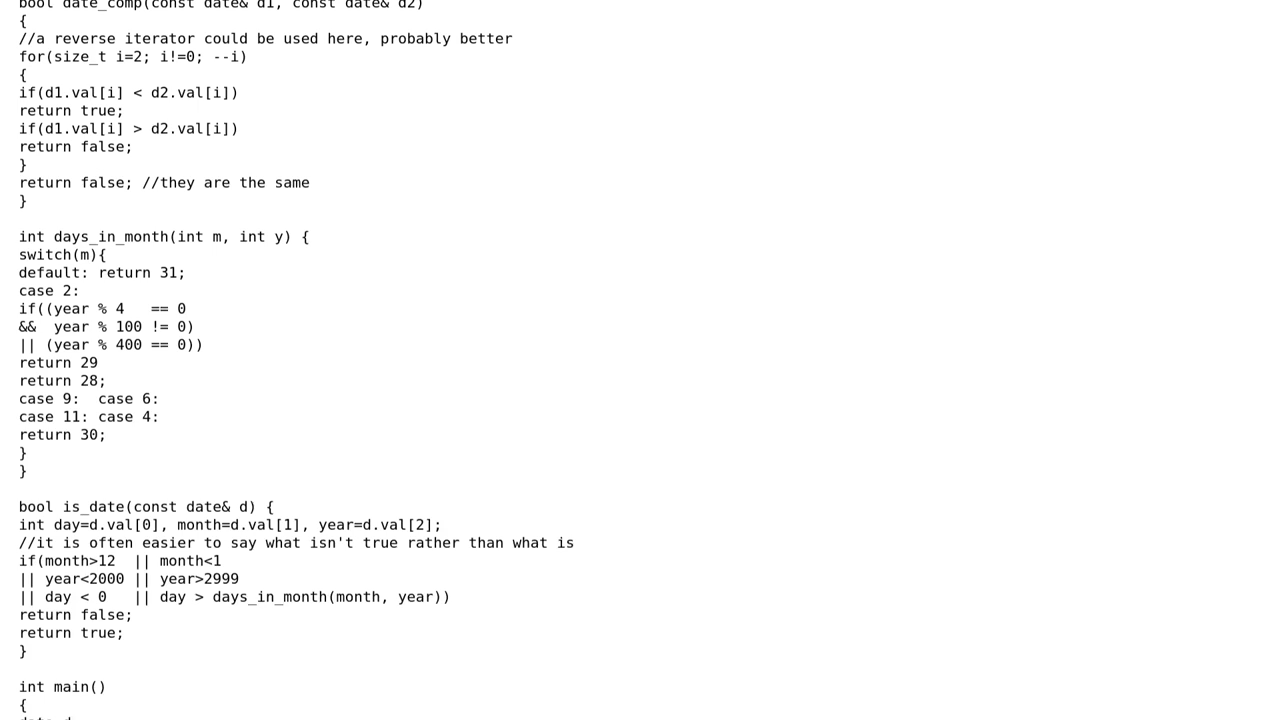 bool date_comp(const date& d1, const date& d2)
{
//a reverse iterator could be used here, probably better
for(size_t i=2; i!=0; --i)
{
if(d1.val[i] < d2.val[i])
return true;
if(d1.val[i] > d2.val[i])
return false;
}
return false; //they are the same
}

int days_in_month(int m, int y) {
switch(m){
default: return 31;
case 2:
if((year % 4   == 0
&&  year % 100 != 0)
|| (year % 400 == 0))
return 29
return 28;
case 9:  case 6:
case 11: case 4:
return 30;
}
}

bool is_date(const date& d) {
int day=d.val[0], month=d.val[1], year=d.val[2];
//it is often easier to say what isn't true rather than what is
if(month>12  || month<1
|| year<2000 || year>2999
|| day < 0   || day > days_in_month(month, year))
return false;
return true;
}

int main()
{